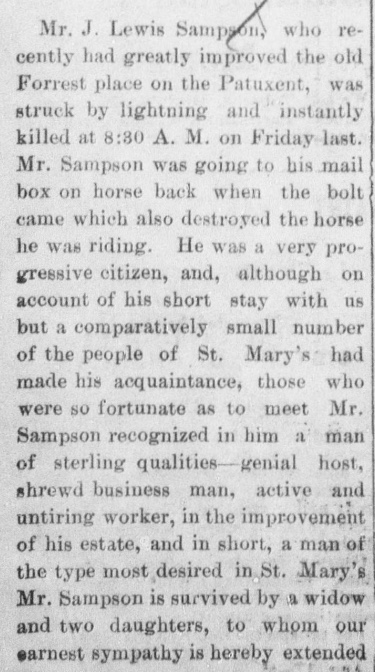 Mr. J. Lewis Sampson, who re-
cently had greatly improved the old
Forrest place on the Patuxent, was
struck by lightning and instantly
killed at 8:30 A. M. on Friday last.
Mr. Sampson was going to his mail
box on horse back when the bolt
came which also destroyed the horse
he was riding. He was a very pro-
gressive citizen, and, although on
account of his short stay with us
but a comparatively small number
of the people of St. Mary's had
made his acquaintance, those who
were so fortunate as to meet Mr.
Sampson recognized in him a man
of sterling qualities—genial host,
shrewd business man, active and
untiring worker, in the improvement
of his estate, and in short, a man of
the type most desired in St. Mary's
Mr. Sampson is survived by a widow
and two daughters, to whom our
earnest sympathy is hereby extended